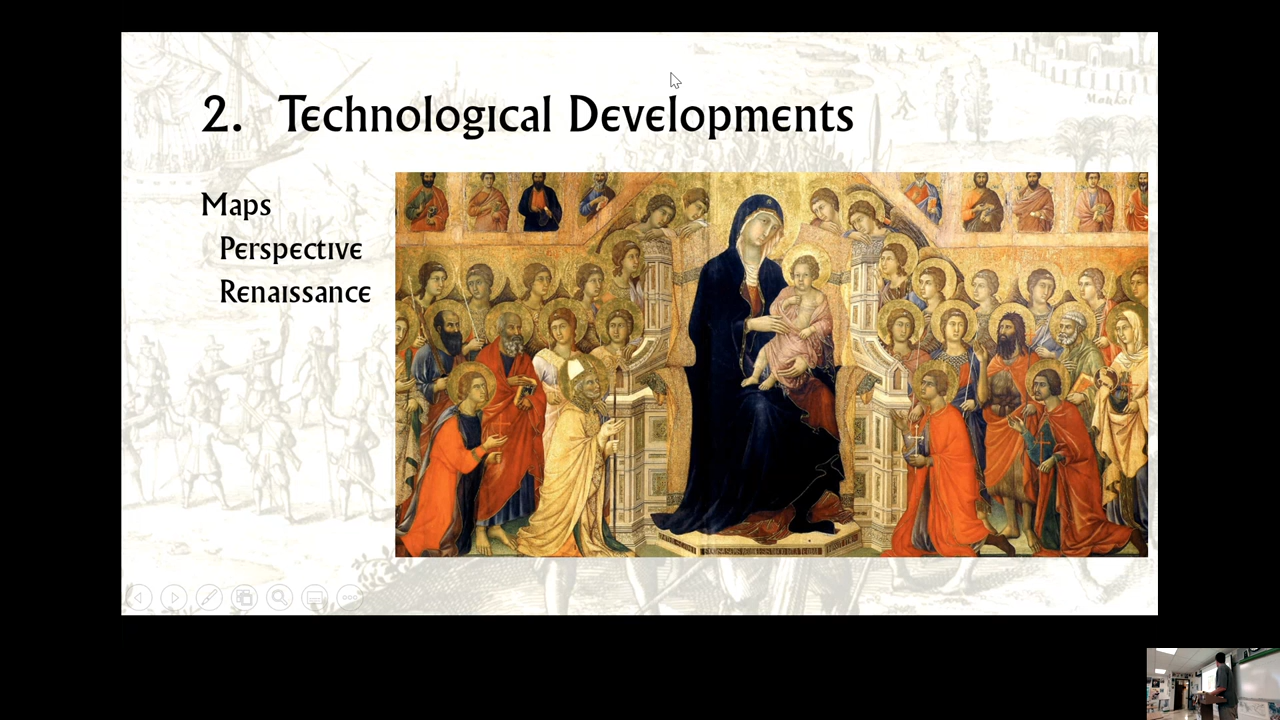 2. Technological Developments
Maps
Perspective
Renaissance